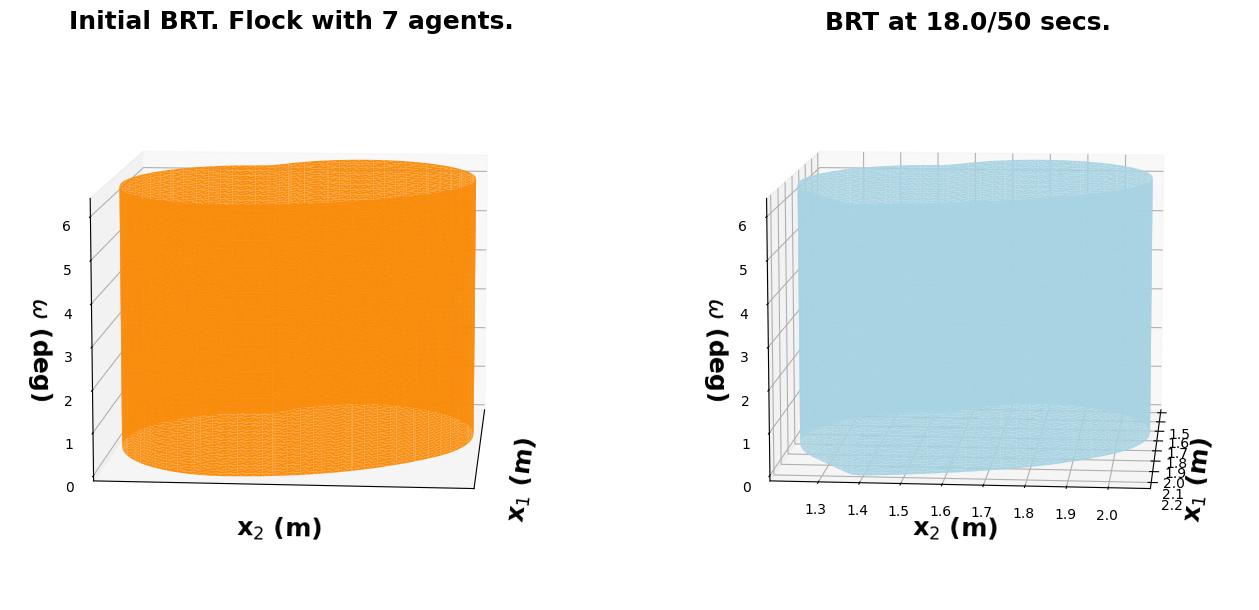 Initial BRT. Flock with 7 agents.
6
5
4
3
2
1
0
ω (deg)
x₂ (m)
x₁ (m)
BRT at 18.0/50 secs.
6
5
4
3
2
1
0
ω (deg)
1.3 1.4 1.5 1.6 1.7 1.8 1.9 2.0
x₂ (m)
1.5
1.6
1.7
1.8
1.9
2.0
2.1
2.2
x₁ (m)